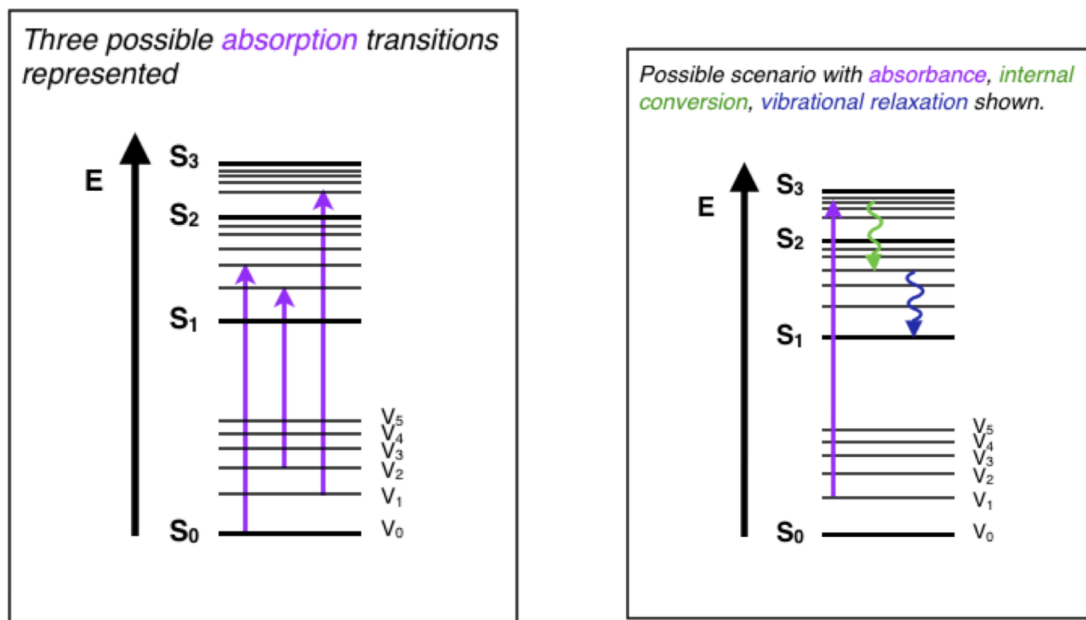 Three possible absorption transitions
represented
E
S3
S2
S1
V5
V4
V3
V2
V1
S0
V0
Possible scenario with absorbance, internal
conversion, vibrational relaxation shown.
E
S3
S2
S1
V5
V4
V3
V2
V1
S0
V0